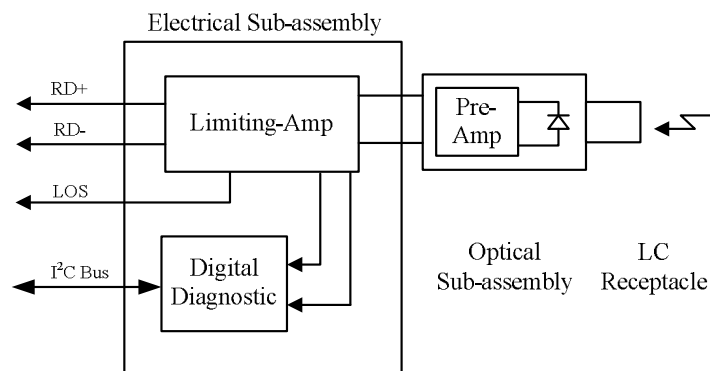 Electrical Sub-assembly
RD+
RD-
LOS
I²C Bus
Limiting-Amp
Digital
Diagnostic
Pre-
Amp
Optical
Sub-assembly
LC
Receptacle